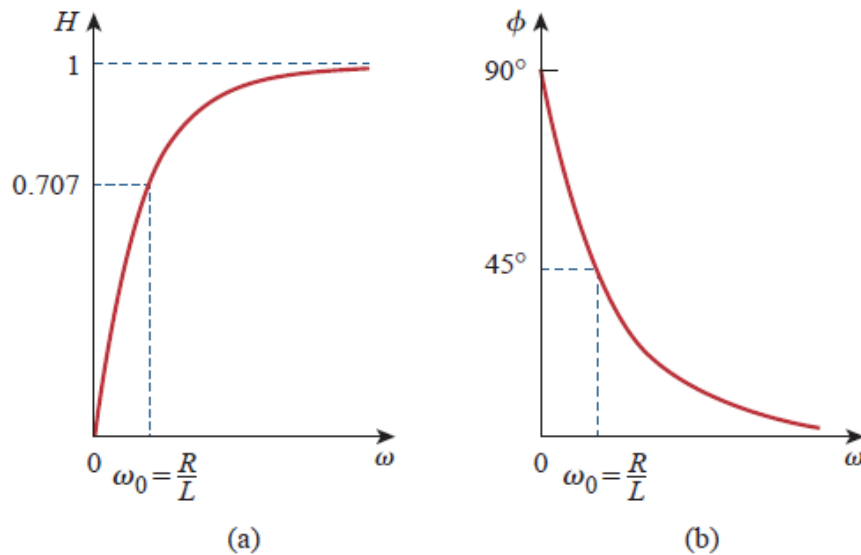 H
1
0.707
0
ω₀ = R/L
ω
(a)
ϕ
90°
45°
0
ω₀ = R/L
ω
(b)